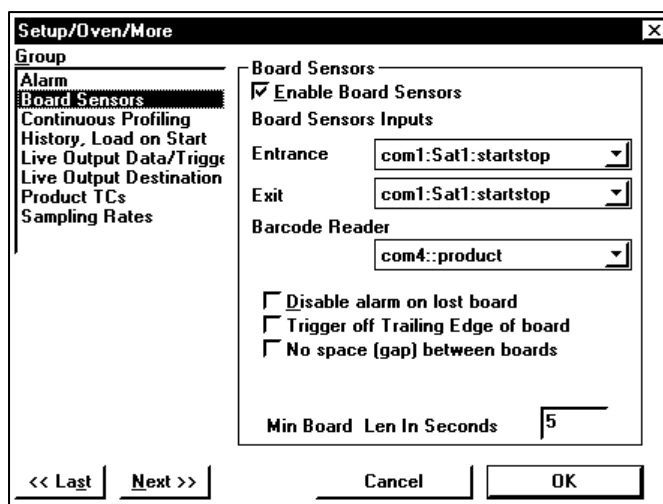 Setup/Oven/More
Group
Alarm
Board Sensors
Continuous Profiling
History, Load on Start
Live Output Data/Trigge
Live Output Destination
Product TCs
Sampling Rates
Board Sensors
Enable Board Sensors
Board Sensors Inputs
Entrance com1:Sat1:startstop
Exit com1:Sat1:startstop
Barcode Reader
com4::product
Disable alarm on lost board
Trigger off Trailing Edge of board
No space (gap) between boards
Min Board Len In Seconds 5
<< Last Next >> Cancel OK